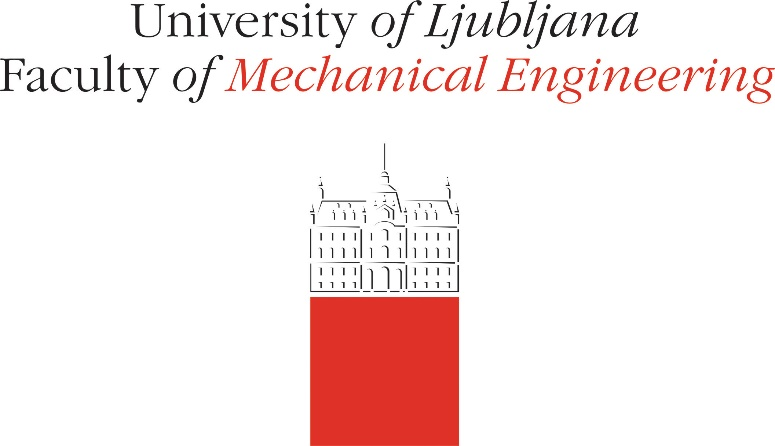 University of Ljubljana
Faculty of Mechanical Engineering